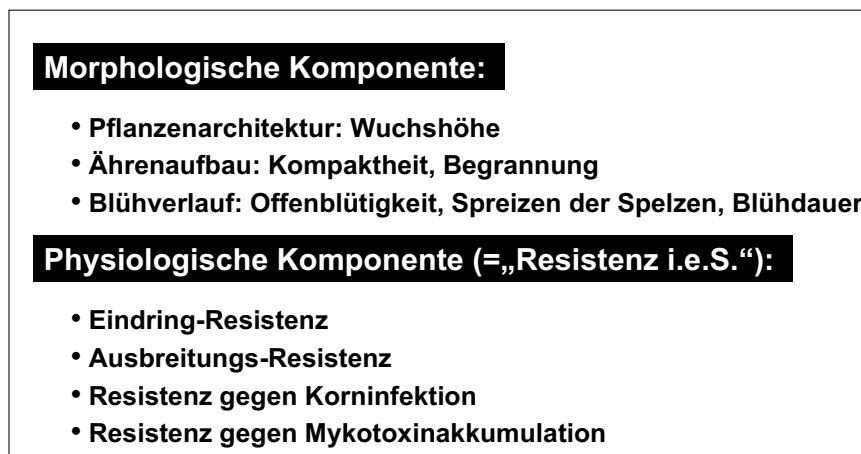 Morphologische Komponente:
• Pflanzenarchitektur: Wuchshöhe
• Ährenaufbau: Kompaktheit, Begrannung
• Blühverlauf: Offenblütigkeit, Spreizen der Spelzen, Blühdauer
Physiologische Komponente (=„Resistenz i.e.S.“):
• Eindring-Resistenz
• Ausbreitungs-Resistenz
• Resistenz gegen Korninfektion
• Resistenz gegen Mykotoxinakkumulation